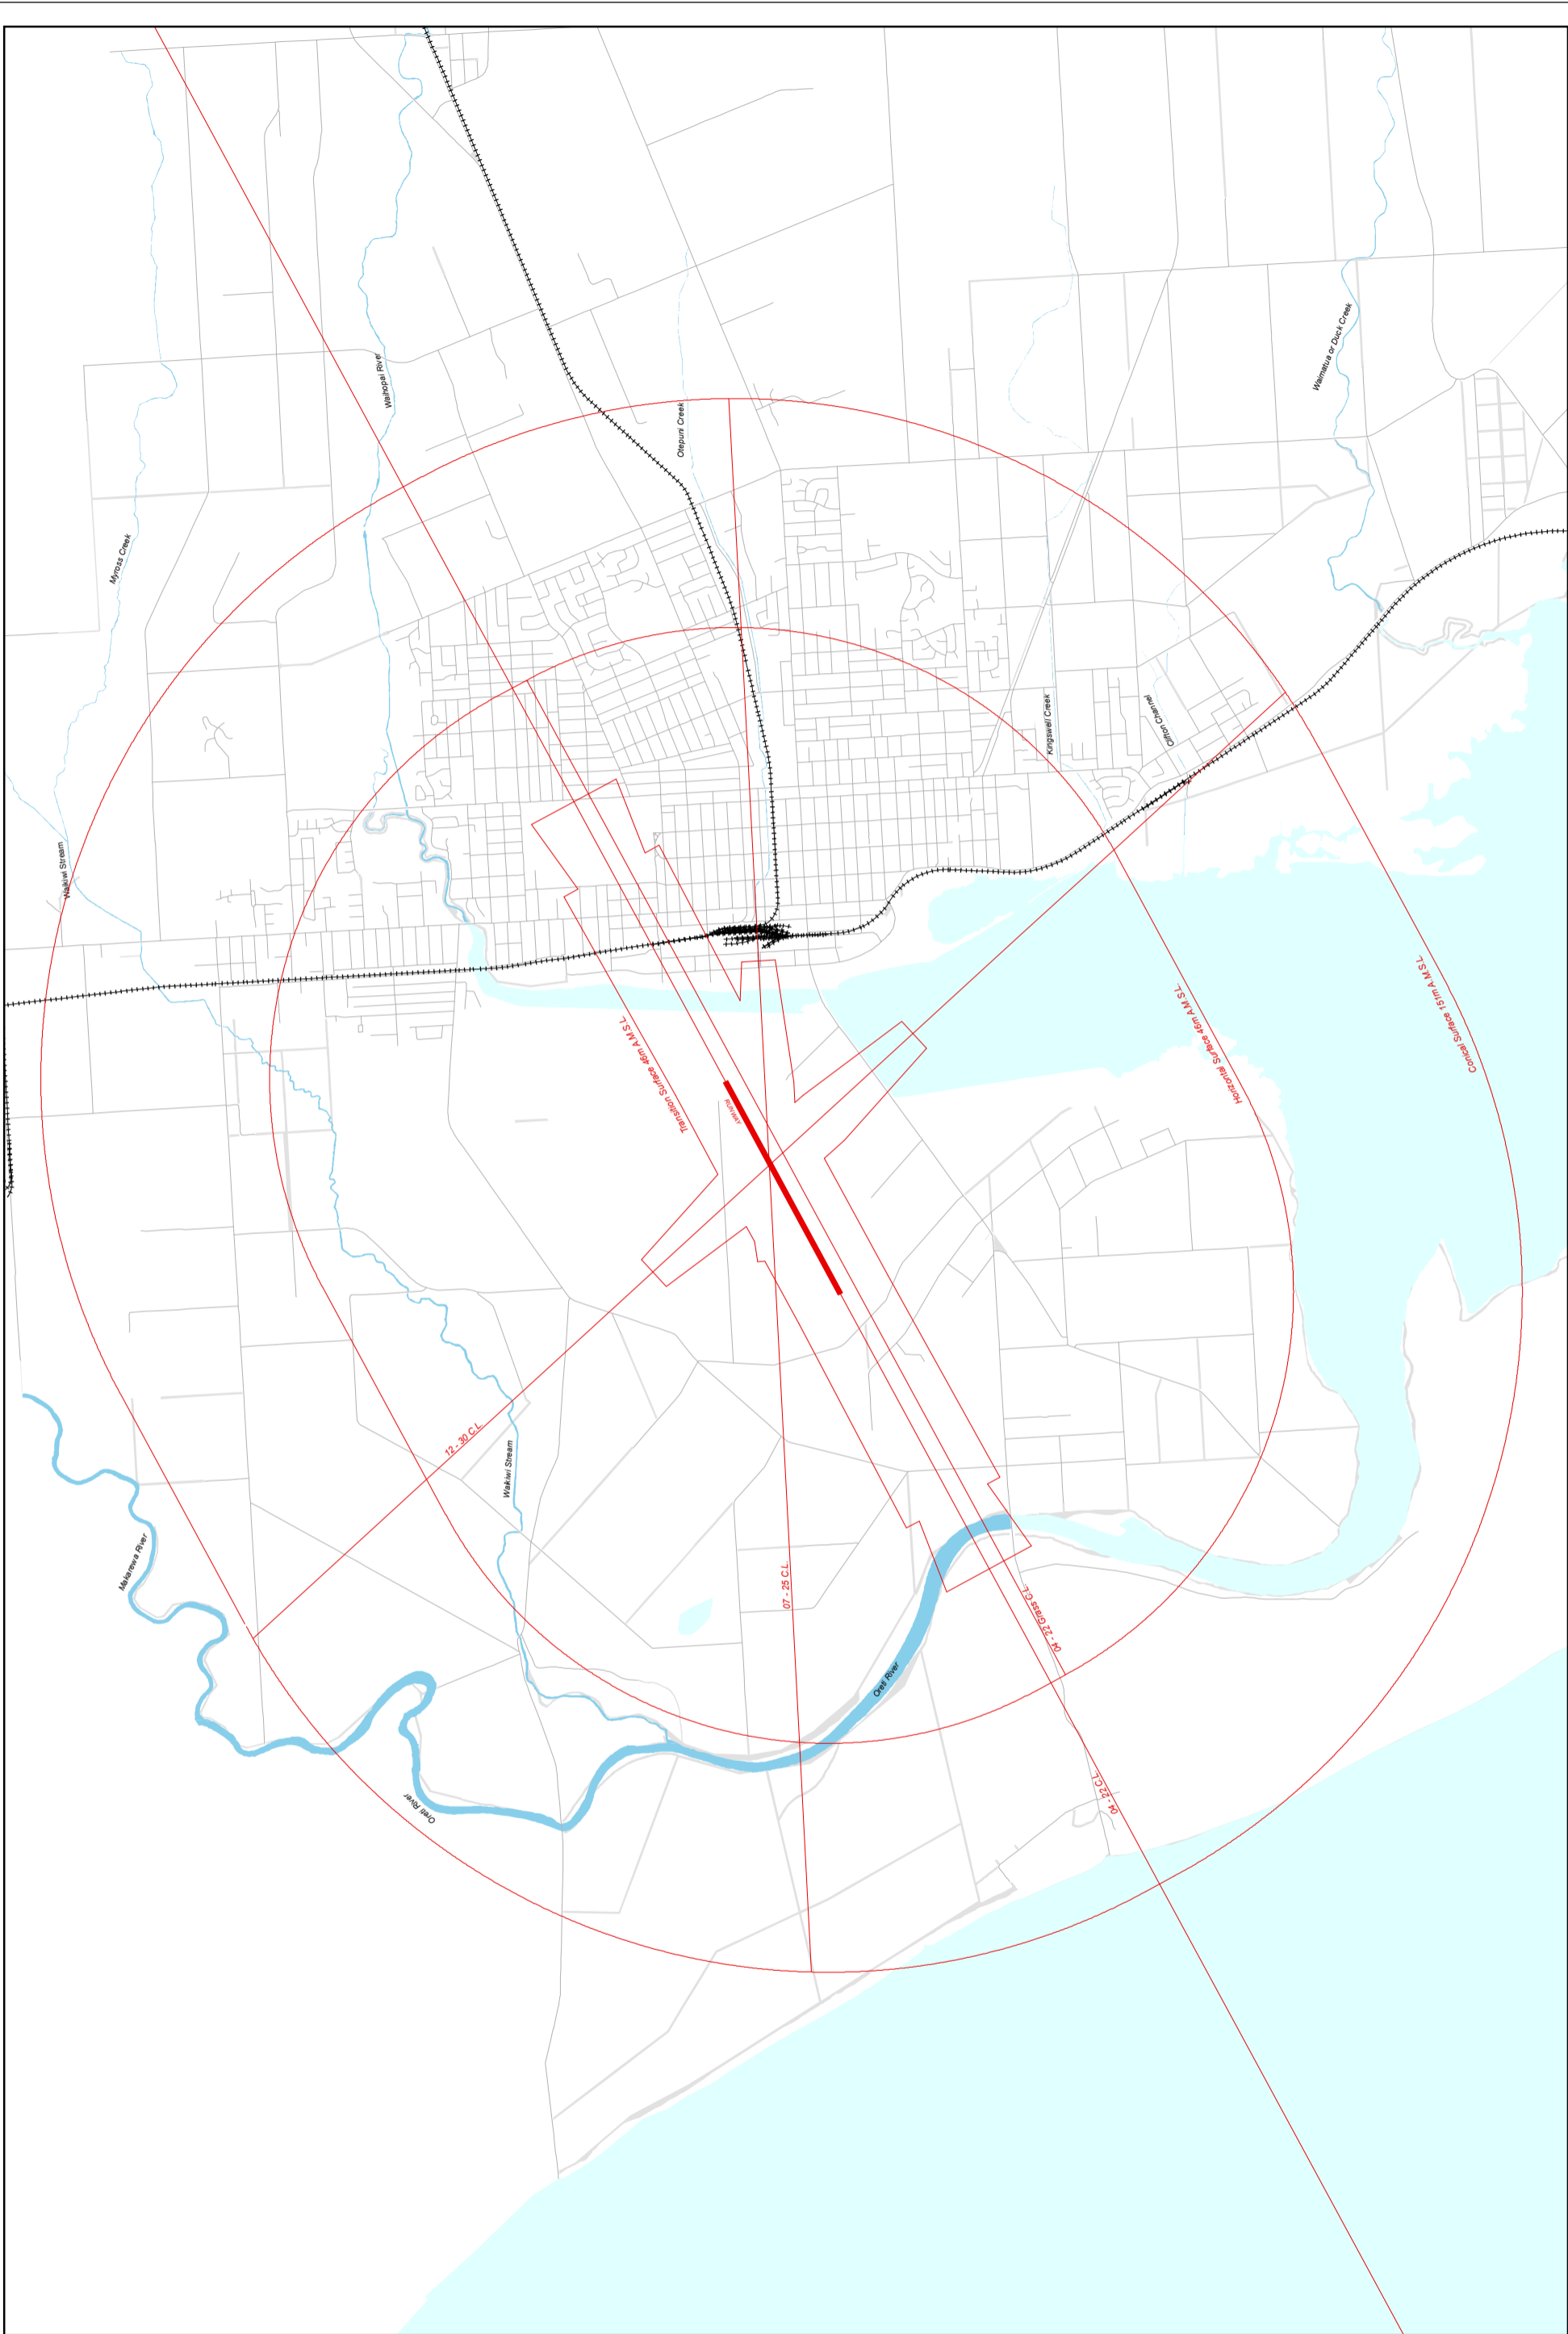 Waihopai River
Waimatua or Duck Creek
Otepuni Creek
Myross Creek
Kingswell Creek
Clifton Channel
Waikiwi Stream
Conical Surface 151m A.M.S.L.
Transition Surface 46m A.M.S.L.
Horizontal Surface 46m A.M.S.L.
RUNWAY
12 - 30 C.L.
Waikiwi Stream
Makarewa River
07 - 25 C.L.
04 - 22 Grass C.L.
Oreti River
04 - 22 C.L.
Oreti River